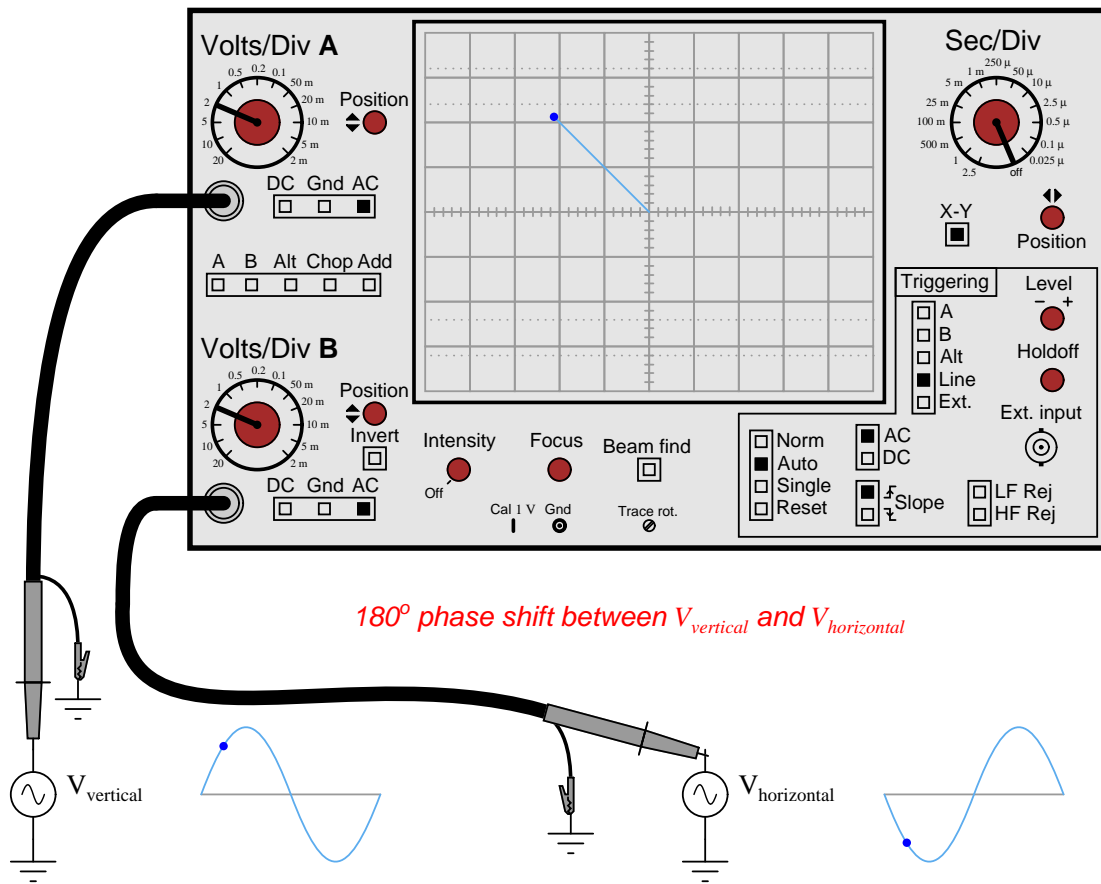 Volts/Div A
20
10
5
2
1
0.5
0.2
0.1
50 m
20 m
10 m
5 m
2 m
Position
DC Gnd AC
A B Alt Chop Add
Volts/Div B
20
10
5
2
1
0.5
0.2
0.1
50 m
20 m
10 m
5 m
2 m
Position
Invert
DC Gnd AC
Intensity
Off
Focus
Beam find
Cal 1 V Gnd
Trace rot.
Sec/Div
250 µ
50 µ
10 µ
2.5 µ
0.5 µ
0.1 µ
0.025 µ
off
2.5
1
500 m
100 m
25 m
5 m
1 m
X-Y
Position
Triggering
A
B
Alt
Line
Ext.
Level
− +
Holdoff
Ext. input
Norm
Auto
Single
Reset
AC
DC
Slope
LF Rej
HF Rej
180° phase shift between Vvertical and Vhorizontal
Vvertical
Vhorizontal